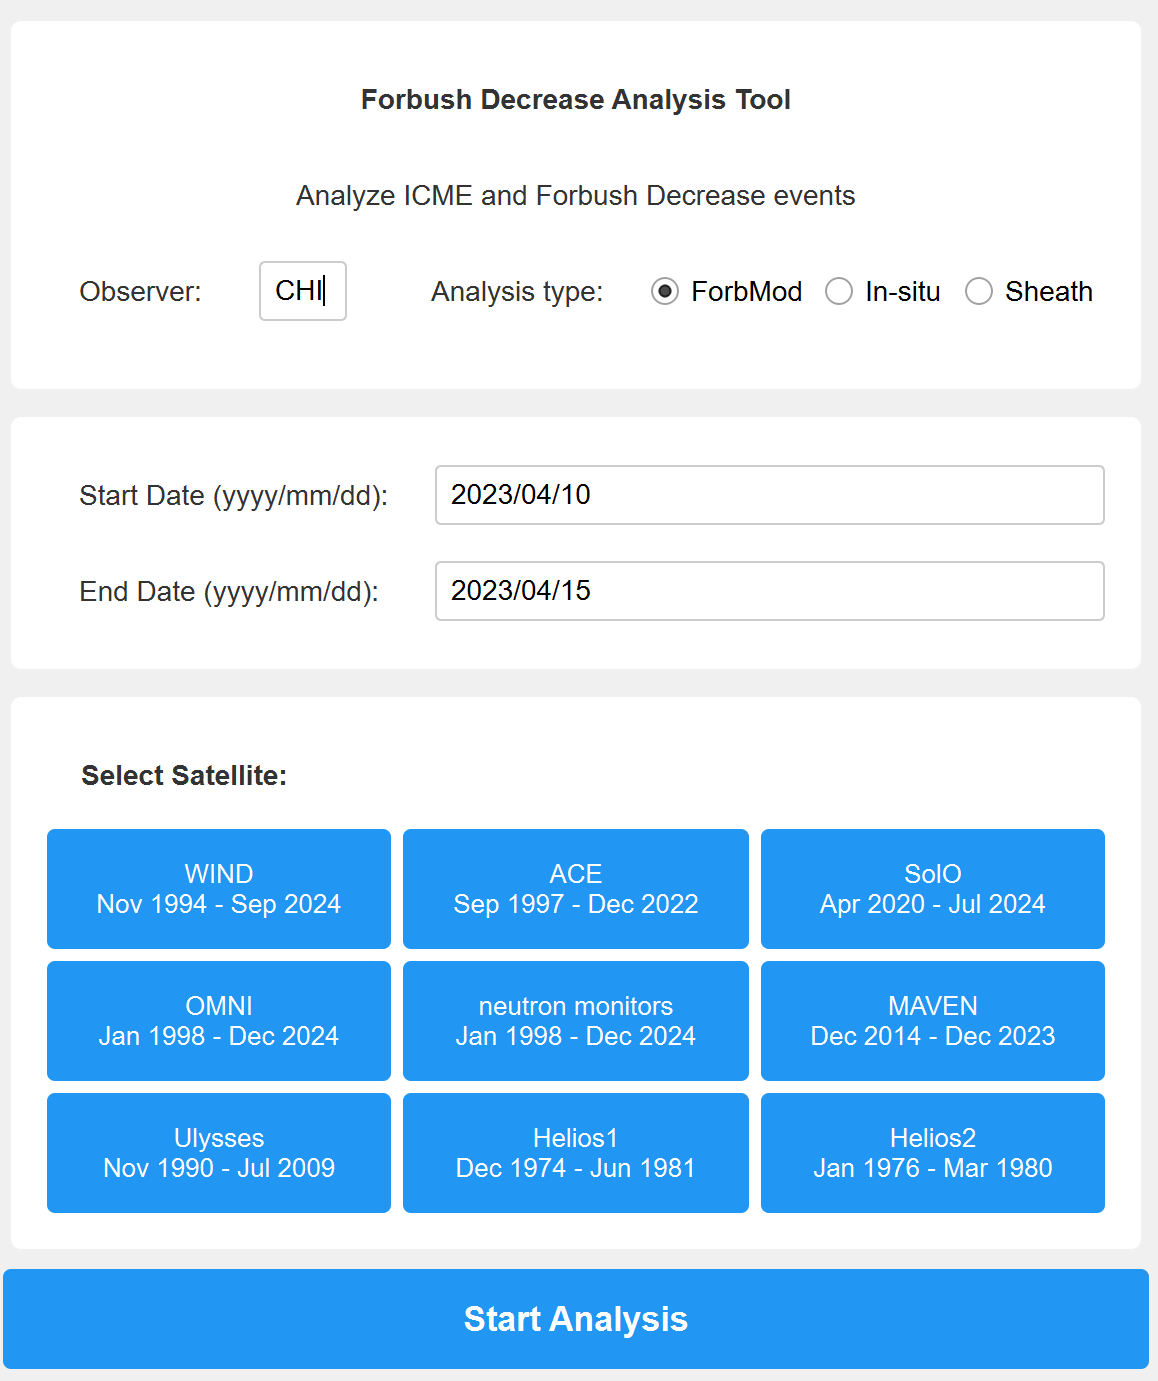 Forbush Decrease Analysis Tool
Analyze ICME and Forbush Decrease events
Observer: CHI Analysis type: ForbMod In-situ Sheath
Start Date (yyyy/mm/dd): 2023/04/10
End Date (yyyy/mm/dd): 2023/04/15
Select Satellite:
WIND
Nov 1994 - Sep 2024
ACE
Sep 1997 - Dec 2022
SolO
Apr 2020 - Jul 2024
OMNI
Jan 1998 - Dec 2024
neutron monitors
Jan 1998 - Dec 2024
MAVEN
Dec 2014 - Dec 2023
Ulysses
Nov 1990 - Jul 2009
Helios1
Dec 1974 - Jun 1981
Helios2
Jan 1976 - Mar 1980
Start Analysis